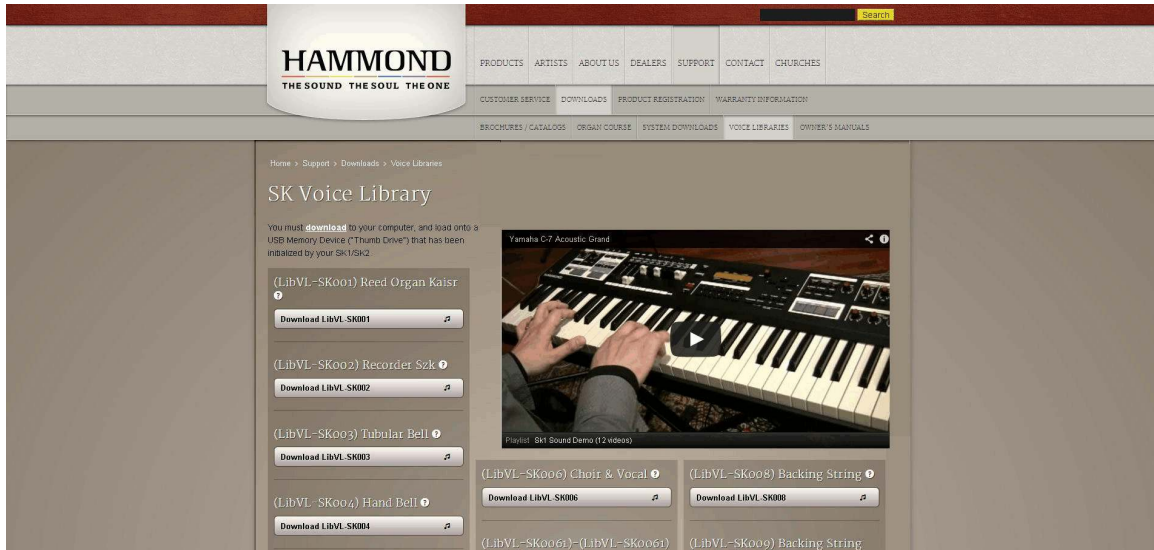 Search
HAMMOND
THE SOUND THE SOUL THE ONE
PRODUCTS ARTISTS ABOUT US DEALERS SUPPORT CONTACT CHURCHES
CUSTOMER SERVICE DOWNLOADS PRODUCT REGISTRATION WARRANTY INFORMATION
BROCHURES / CATALOGS ORGAN COURSE SYSTEM DOWNLOADS VOICE LIBRARIES OWNER'S MANUALS
Home > Support > Downloads > Voice Libraries
SK Voice Library
You must download to your computer, and load onto a
USB Memory Device ("Thumb Drive") that has been
initialized by your SK1/SK2
(LibVL-SK001) Reed Organ Kaisr
Download LibVL-SK001
(LibVL-SK002) Recorder Szk
Download LibVL-SK002
(LibVL-SK003) Tubular Bell
Download LibVL-SK003
(LibVL-SK004) Hand Bell
Download LibVL-SK004
Yamaha C-7 Acoustic Grand
Playlist Sk1 Sound Demo (12 videos)
(LibVL-SK006) Choir & Vocal
Download LibVL-SK006
(LibVL-SK0061)-(LibVL-SK0061)
(LibVL-SK008) Backing String
Download LibVL-SK008
(LibVL-SK009) Backing String